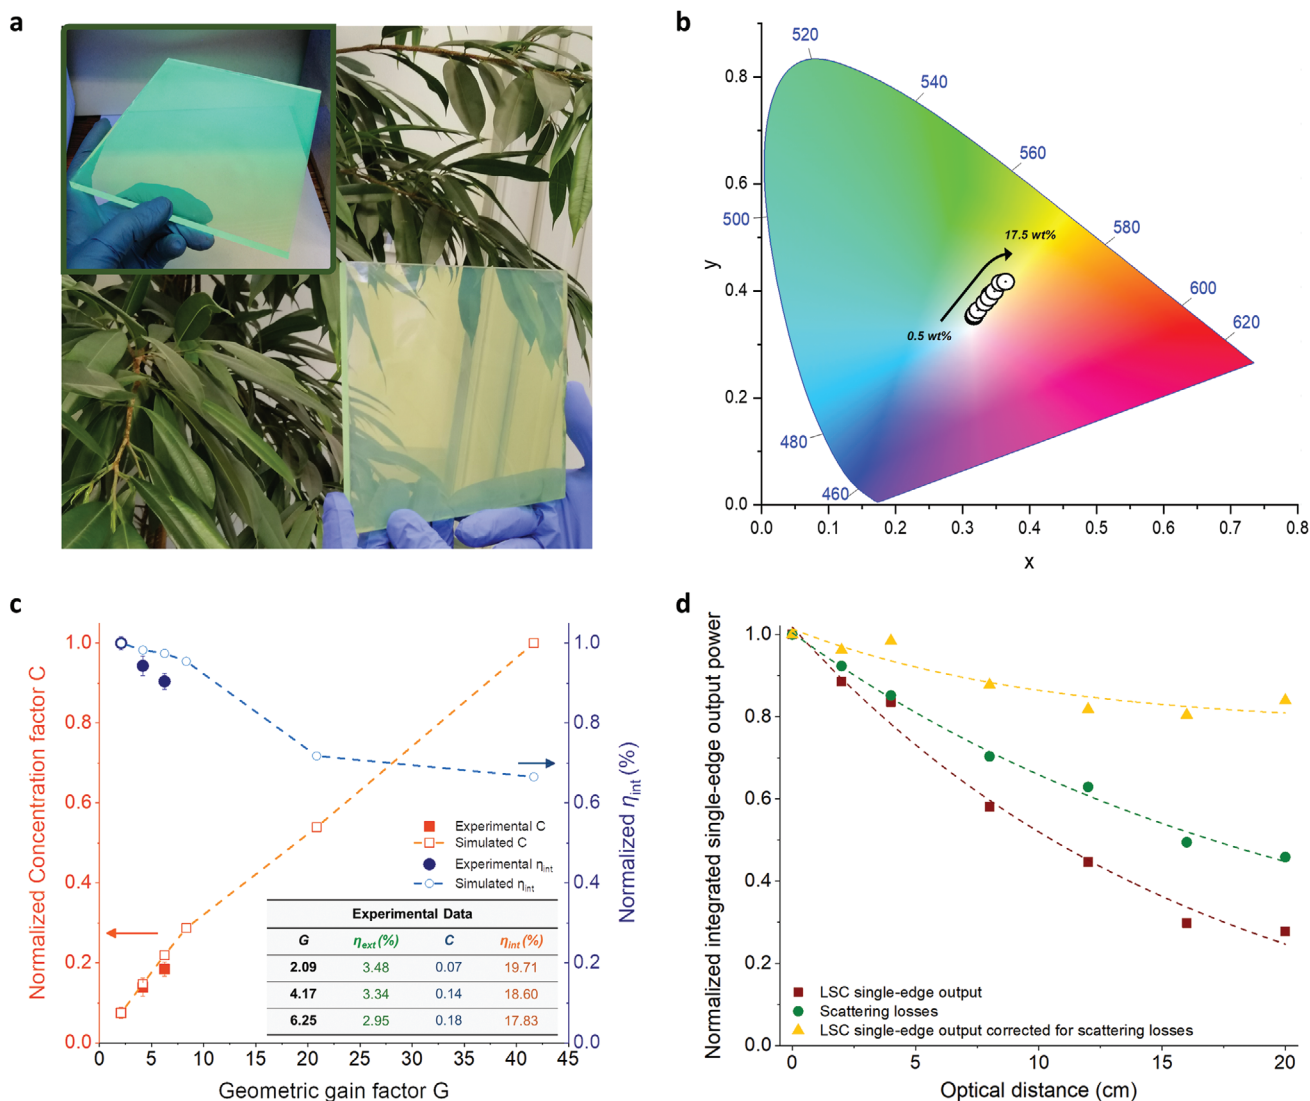 a
b
520
540
560
580
600
620
500
480
460
17.5 wt%
0.5 wt%
0.8
0.6
0.4
0.2
0.0
y
0.0 0.1 0.2 0.3 0.4 0.5 0.6 0.7 0.8
x
c
Normalized Concentration factor C
1.0
0.8
0.6
0.4
0.2
0.0
1.0
0.8
0.6
0.4
0.2
0.0
Normalized ηint (%)
Experimental C
Simulated C
Experimental ηint
Simulated ηint
Experimental Data
G ηext (%) C ηint (%)
2.09 3.48 0.07 19.71
4.17 3.34 0.14 18.60
6.25 2.95 0.18 17.83
0 5 10 15 20 25 30 35 40 45
Geometric gain factor G
d
Normalized integrated single-edge output power
1.0
0.8
0.6
0.4
0.2
0.0
LSC single-edge output
Scattering losses
LSC single-edge output corrected for scattering losses
0 5 10 15 20
Optical distance (cm)